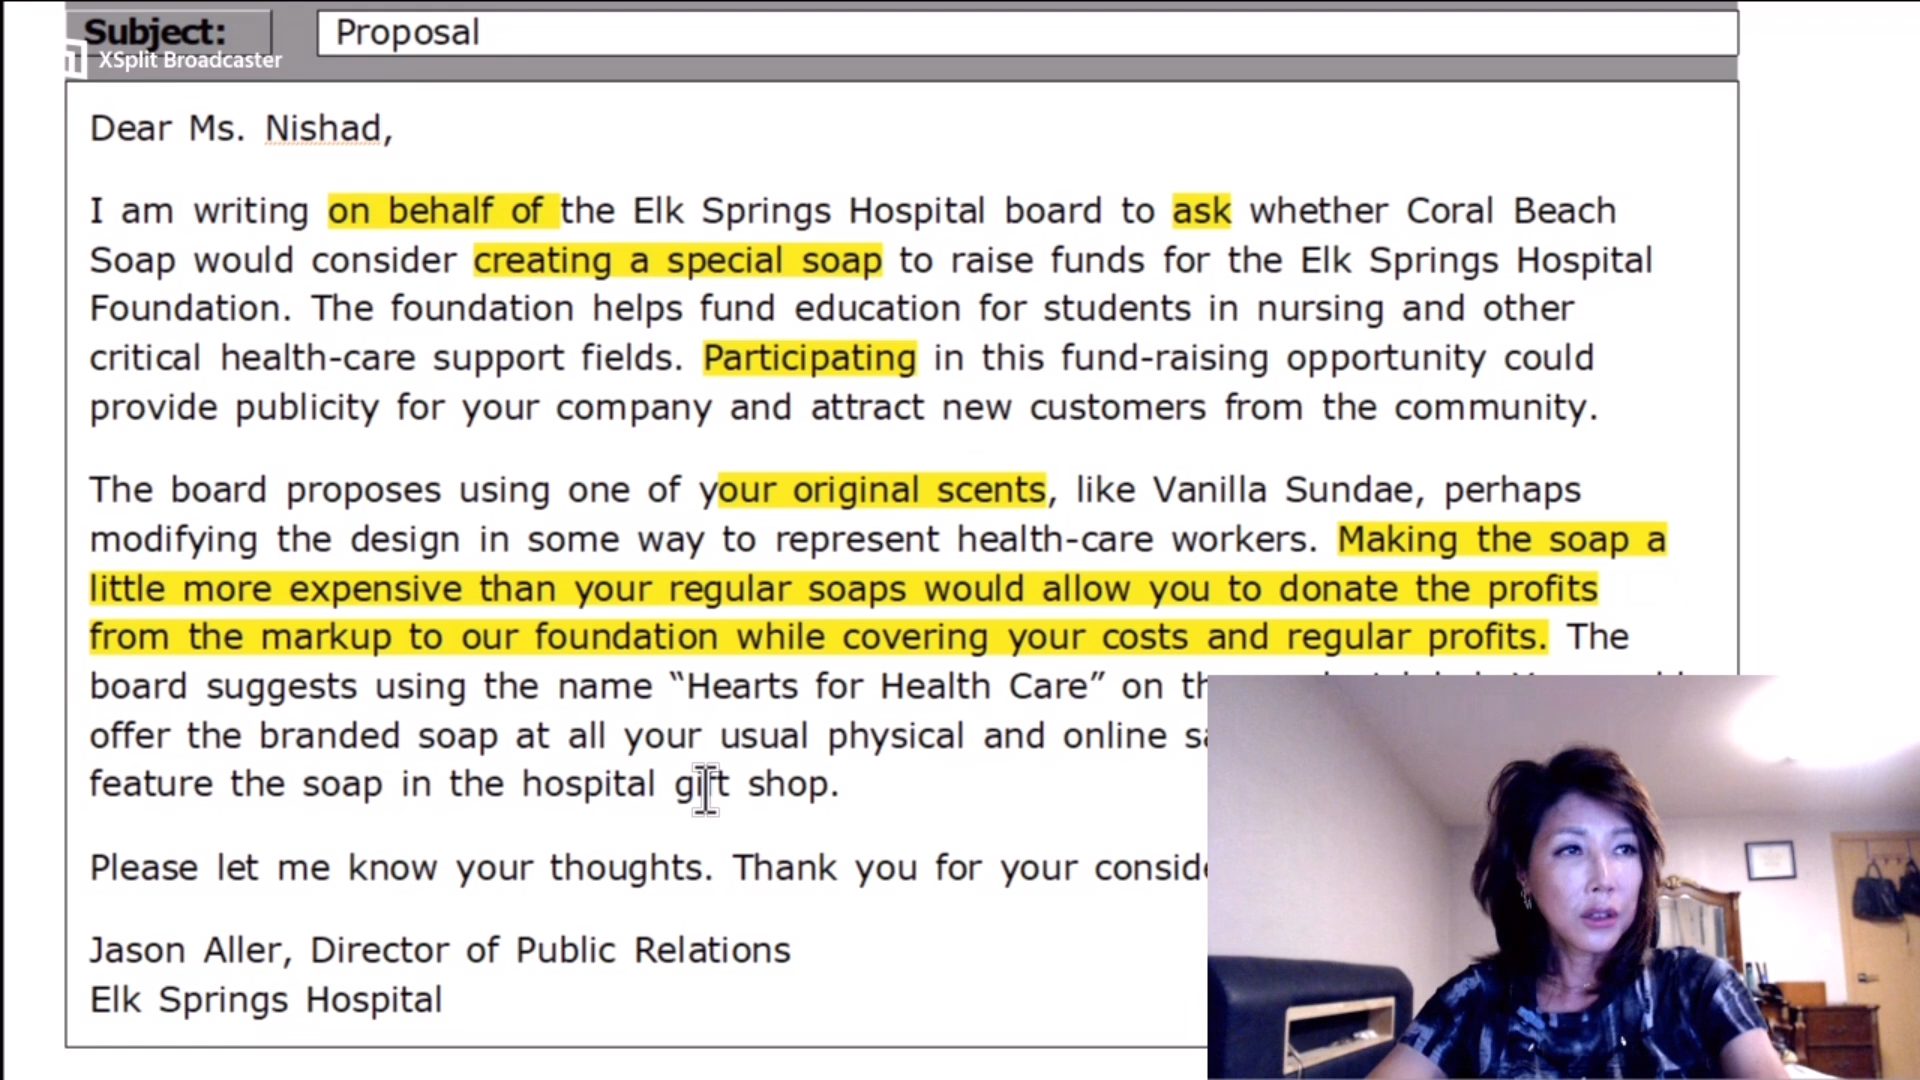 Subject:
Proposal
XSplit Broadcaster
Dear Ms. Nishad,
I am writing on behalf of the Elk Springs Hospital board to ask whether Coral Beach
Soap would consider creating a special soap to raise funds for the Elk Springs Hospital
Foundation. The foundation helps fund education for students in nursing and other
critical health-care support fields. Participating in this fund-raising opportunity could
provide publicity for your company and attract new customers from the community.
The board proposes using one of your original scents, like Vanilla Sundae, perhaps
modifying the design in some way to represent health-care workers. Making the soap a
little more expensive than your regular soaps would allow you to donate the profits
from the markup to our foundation while covering your costs and regular profits. The
board suggests using the name “Hearts for Health Care” on
offer the branded soap at all your usual physical and online
feature the soap in the hospital gift shop.
Please let me know your thoughts. Thank you for your
Jason Aller, Director of Public Relations
Elk Springs Hospital